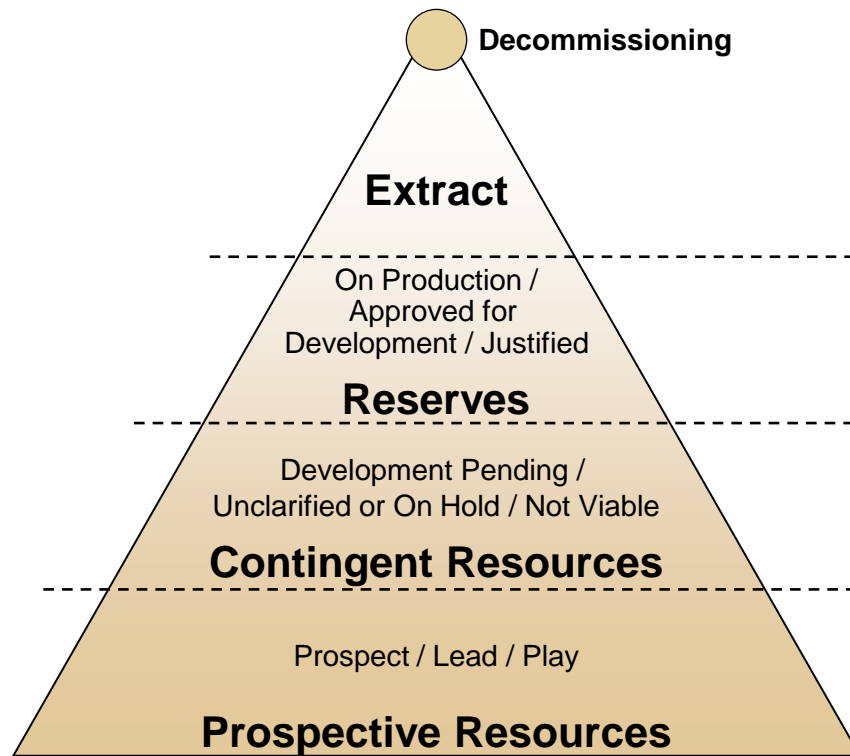 Decommissioning
Extract
On Production /
Approved for
Development / Justified
Reserves
Development Pending /
Unclarified or On Hold / Not Viable
Contingent Resources
Prospect / Lead / Play
Prospective Resources